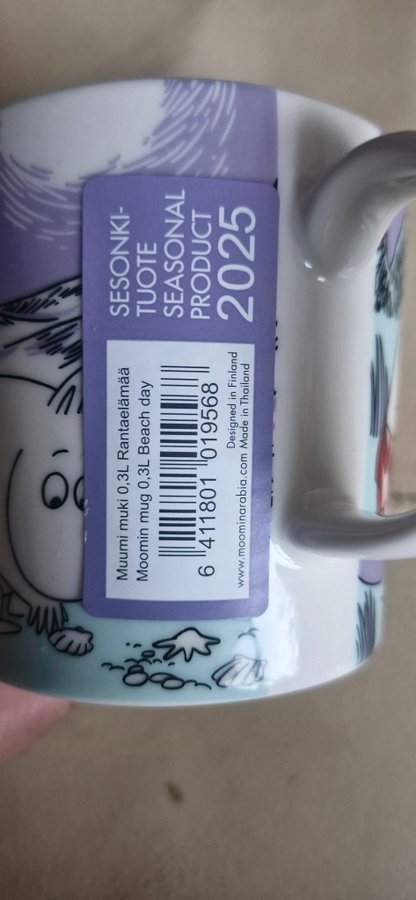 SESONKI-
TUOTE
SEASONAL
PRODUCT
2025
Muumi muki 0,3L Rantaelämää
Moomin mug 0,3L Beach day
6 411801 019568
Designed in Finland
www.moominarabia.com Made in Thailand